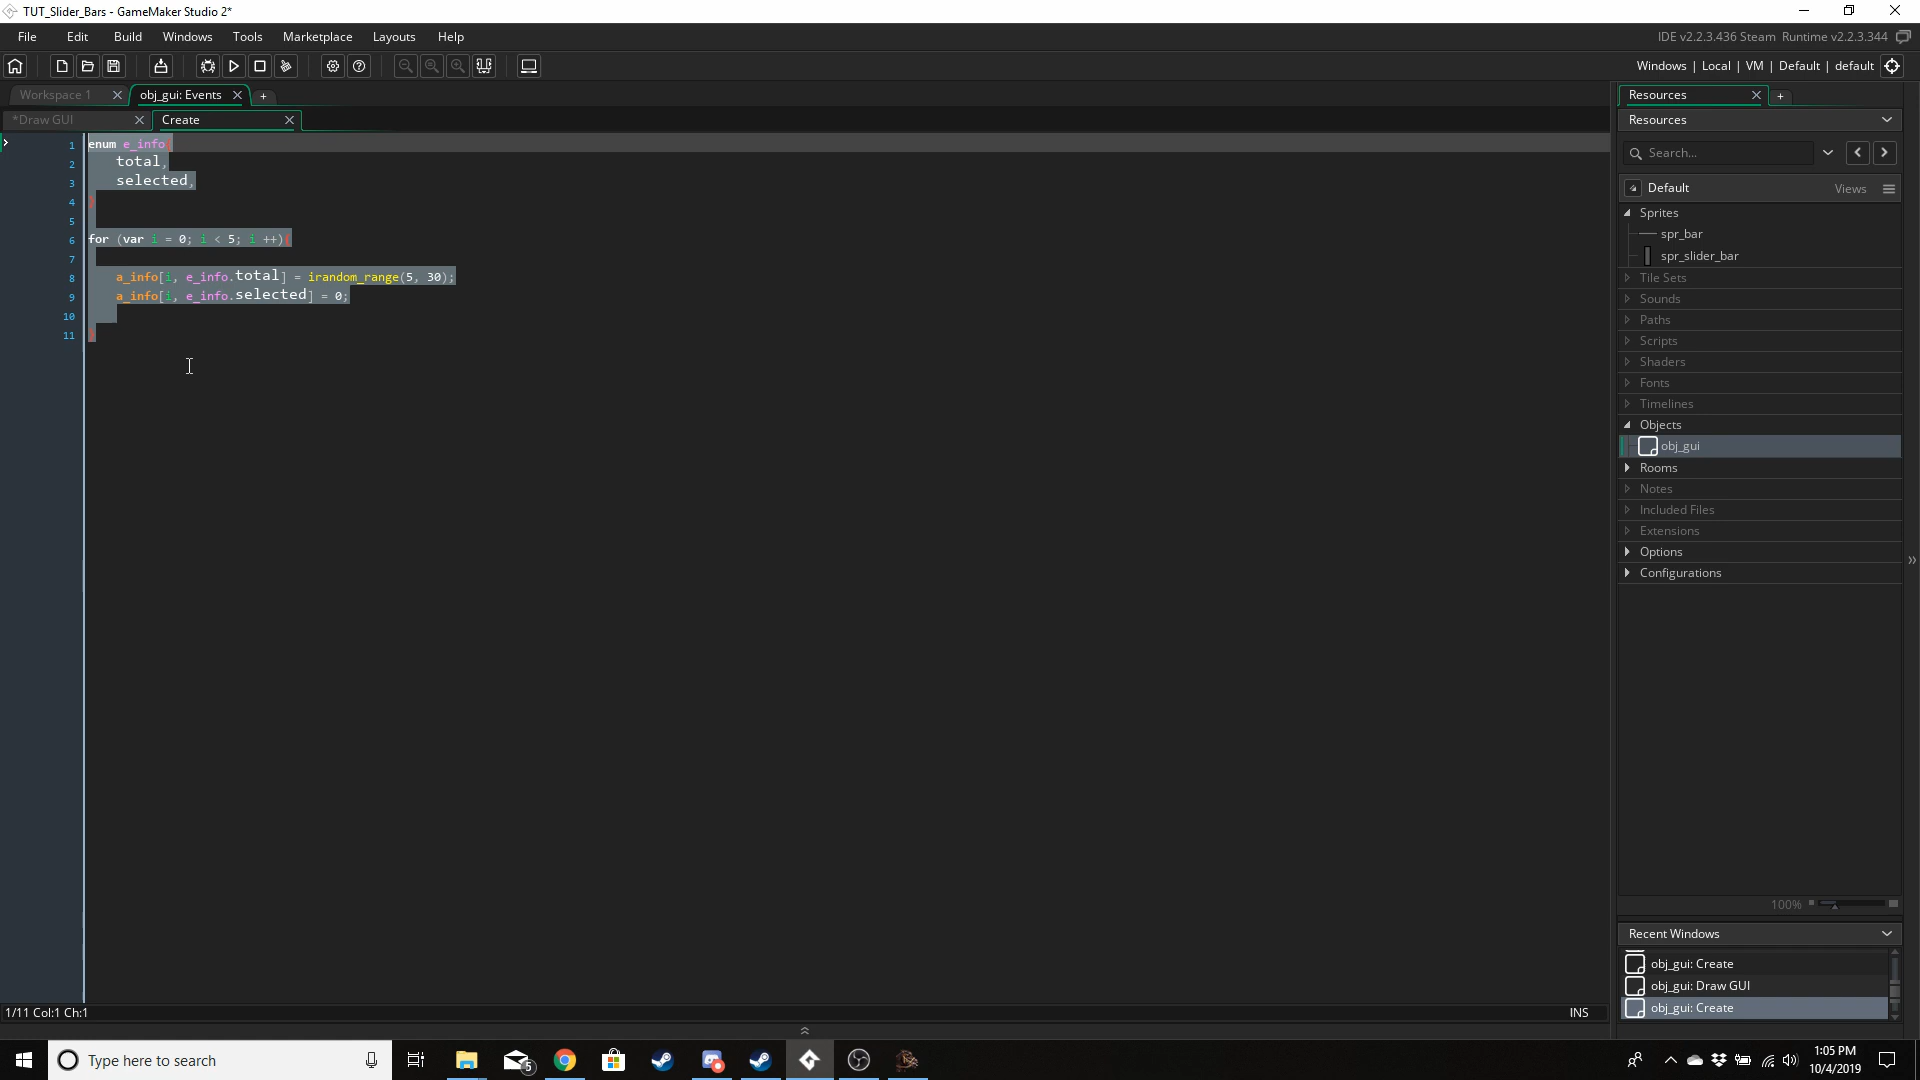 TUT_Slider_Bars - GameMaker Studio 2*
File Edit Build Windows Tools Marketplace Layouts Help
IDE v2.2.3.436 Steam Runtime v2.2.3.344
Windows | Local | VM | Default | default
Workspace 1
obj_gui: Events
*Draw GUI
Create
1 enum e_info{
2 total,
3 selected,
4 }
5
6 for (var i = 0; i < 5; i ++){
7
8 a_info[i, e_info.total] = irandom_range(5, 30);
9 a_info[i, e_info.selected] = 0;
10
11 }
1/11 Col:1 Ch:1
INS
Resources
Resources
Search...
Default
Views
Sprites
spr_bar
spr_slider_bar
Tile Sets
Sounds
Paths
Scripts
Shaders
Fonts
Timelines
Objects
obj_gui
Rooms
Notes
Included Files
Extensions
Options
Configurations
100%
Recent Windows
obj_gui: Create
obj_gui: Draw GUI
obj_gui: Create
Type here to search
5
1:05 PM
10/4/2019